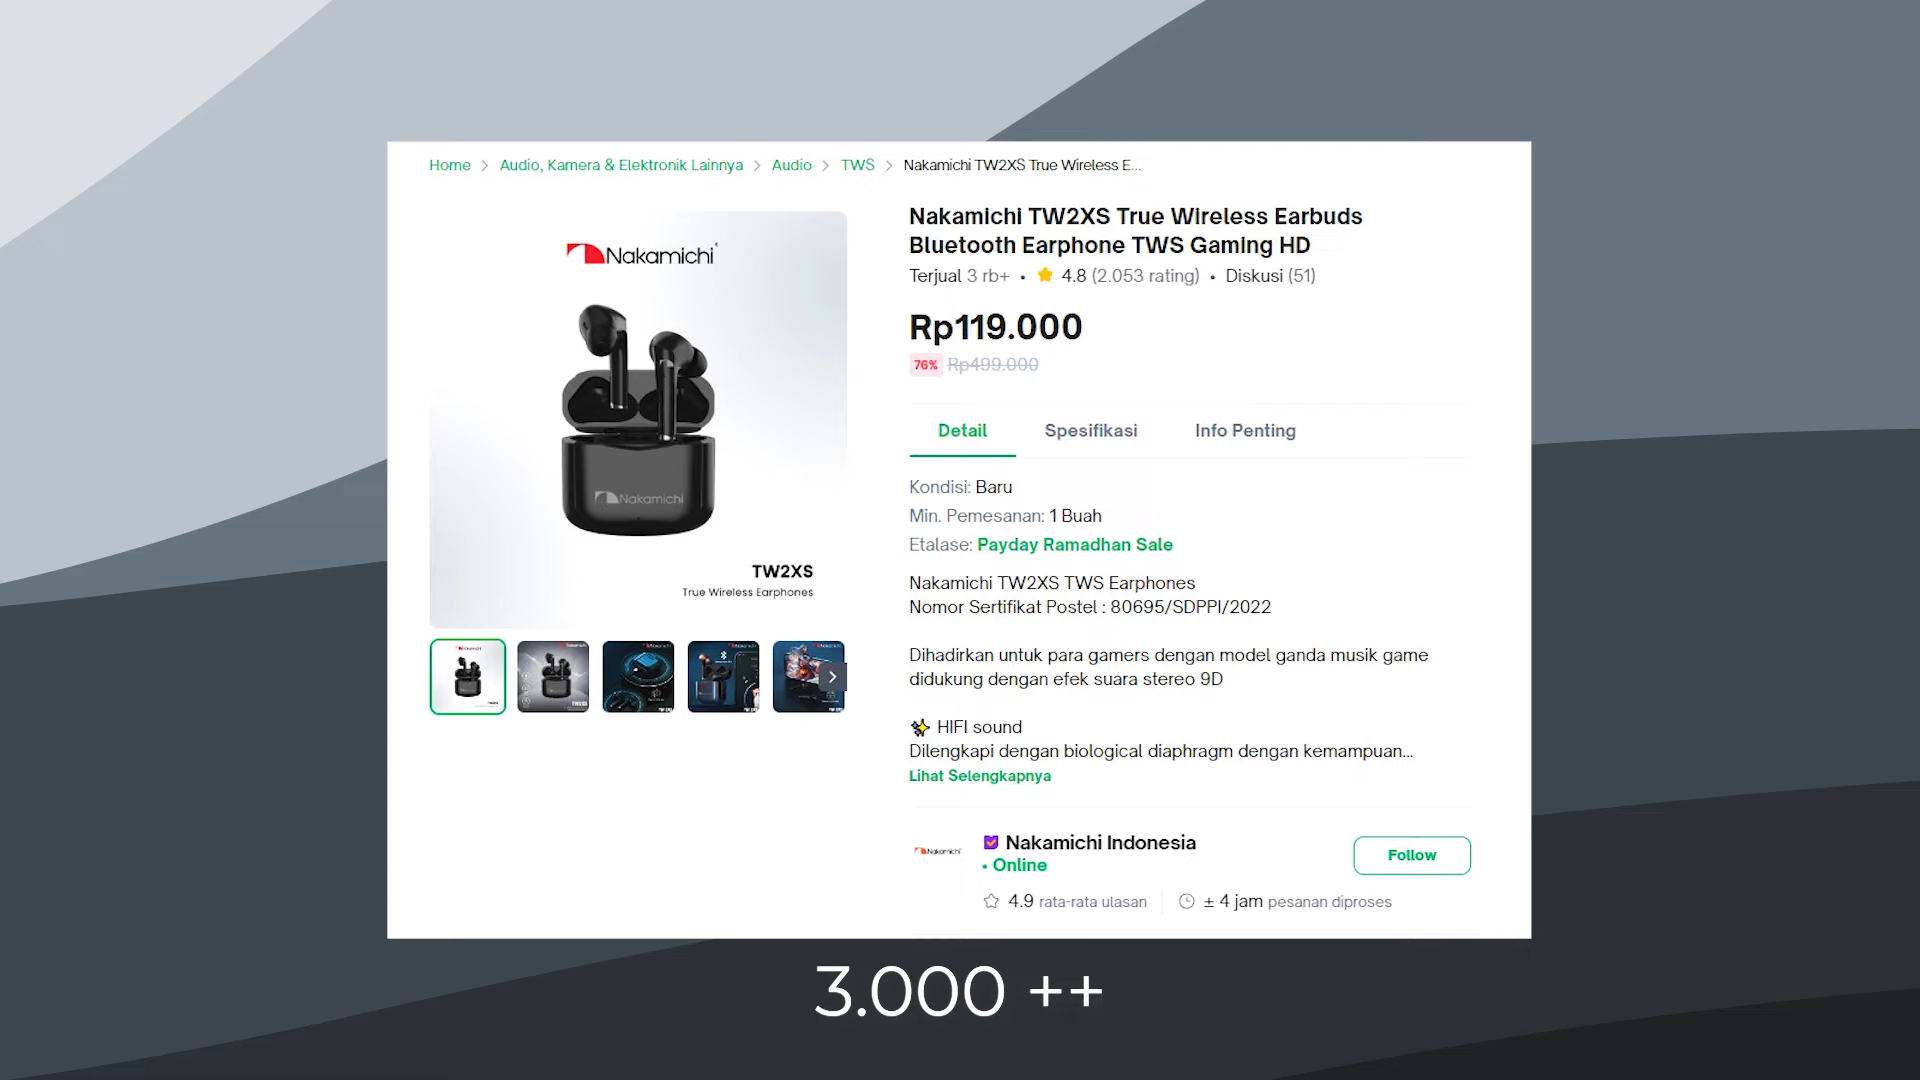 Home > Audio, Kamera & Elektronik Lainnya > Audio > TWS > Nakamichi TW2XS True Wireless E...
Nakamichi
Nakamichi
TW2XS
True Wireless Earphones
Nakamichi TW2XS True Wireless Earbuds
Bluetooth Earphone TWS Gaming HD
Terjual 3 rb+ • 4.8 (2.053 rating) • Diskusi (51)
Rp119.000
76% Rp499.000
Detail Spesifikasi Info Penting
Kondisi: Baru
Min. Pemesanan: 1 Buah
Etalase: Payday Ramadhan Sale
Nakamichi TW2XS TWS Earphones
Nomor Sertifikat Postel : 80695/SDPPI/2022
Dihadirkan untuk para gamers dengan model ganda musik game
didukung dengan efek suara stereo 9D
✨ HIFI sound
Dilengkapi dengan biological diaphragm dengan kemampuan...
Lihat Selengkapnya
Nakamichi
Nakamichi Indonesia
• Online
Follow
4.9 rata-rata ulasan
± 4 jam pesanan diproses
3.000 ++